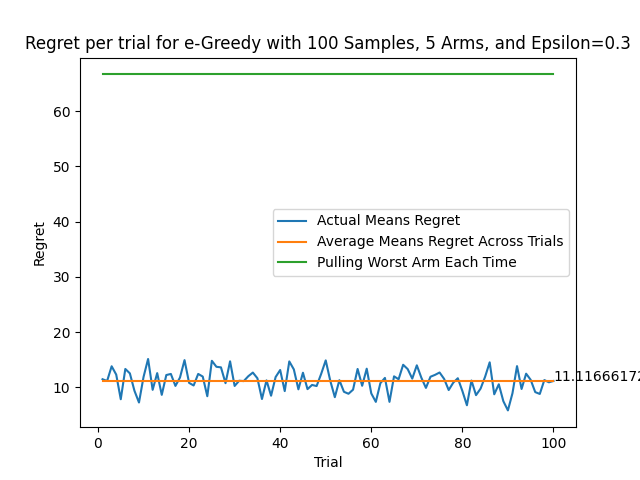 Regret per trial for e-Greedy with 100 Samples, 5 Arms, and Epsilon=0.3
60
50
40
30
20
10
Regret
Actual Means Regret
Average Means Regret Across Trials
Pulling Worst Arm Each Time
11.11666172
0
20
40
60
80
100
Trial